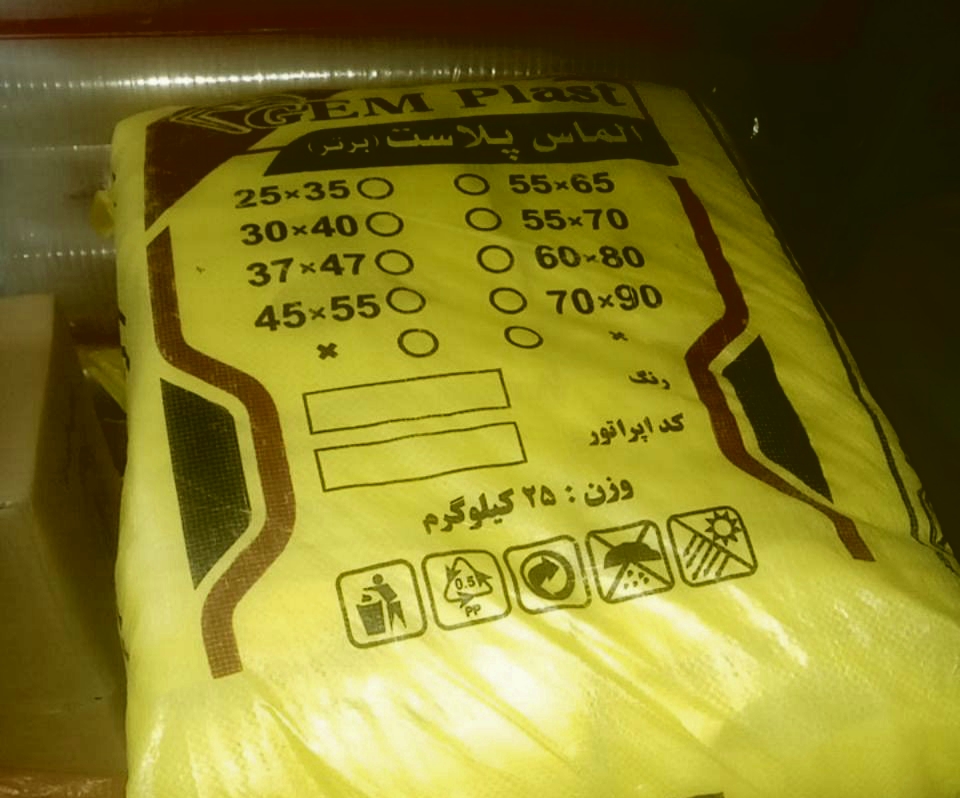 GEM Plast
الماس پلاست (برتر)
25×35 55×65
30×40 55×70
37×47 60×80
45×55 70×90
× ×
رنگ
کد اپراتور
وزن : ۲۵ کیلوگرم
0.5
PP